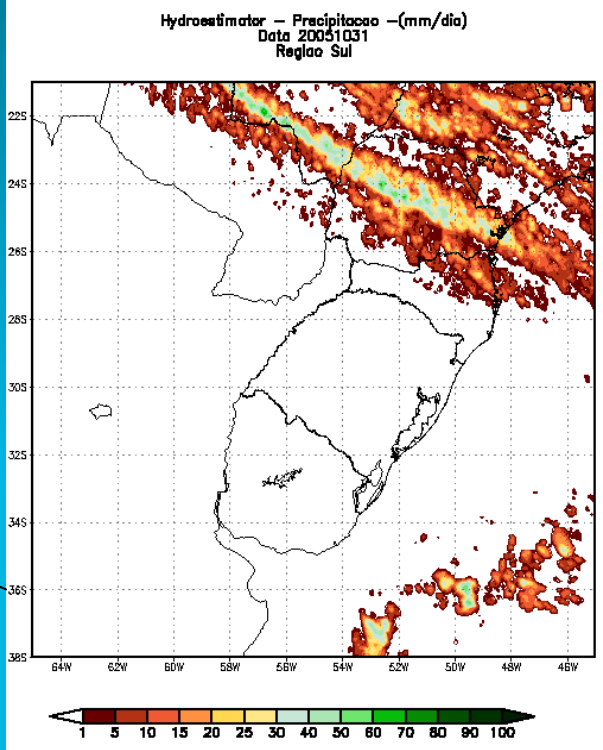 Hydroestimator - Precipitacao -(mm/dia)
Data 20051031
Regiao Sul
22S
24S
26S
28S
30S
32S
34S
36S
38S
64W 62W 60W 58W 56W 54W 52W 50W 48W 46W
1 5 10 15 20 25 30 40 50 60 70 80 90 100